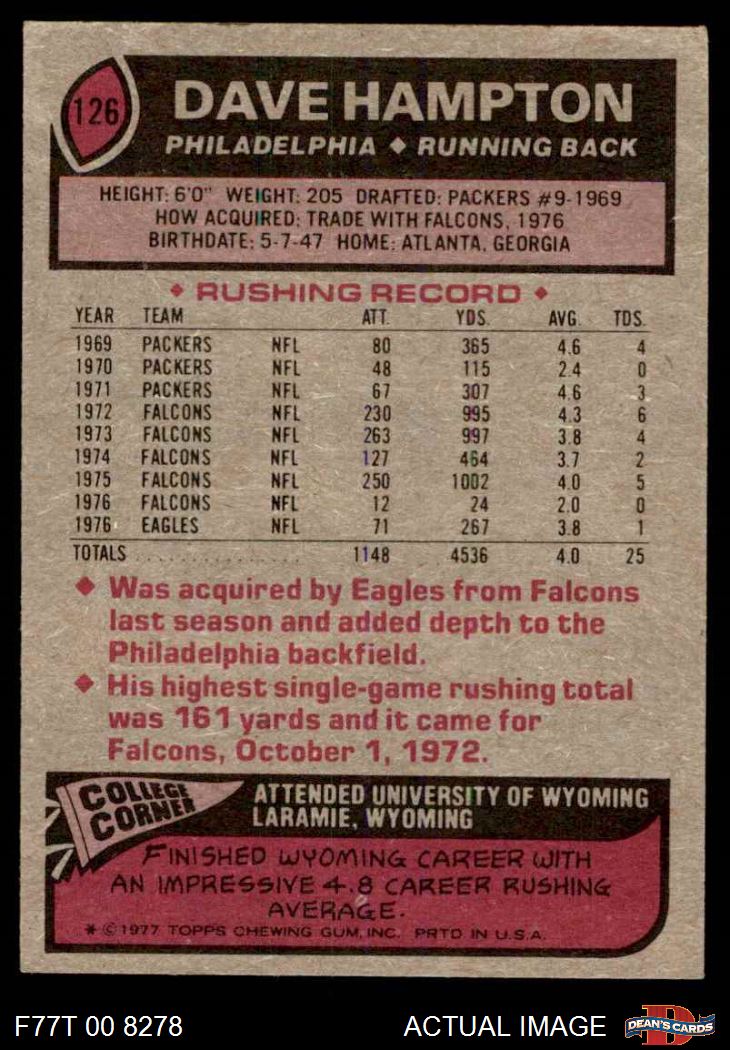 126
DAVE HAMPTON
PHILADELPHIA ♦ RUNNING BACK
HEIGHT: 6'0" WEIGHT: 205 DRAFTED: PACKERS #9-1969
HOW ACQUIRED: TRADE WITH FALCONS, 1976
BIRTHDATE: 5-7-47 HOME: ATLANTA, GEORGIA
♦ RUSHING RECORD ♦
YEAR TEAM ATT. YDS. AVG. TDS.
1969 PACKERS NFL 80 365 4.6 4
1970 PACKERS NFL 48 115 2.4 0
1971 PACKERS NFL 67 307 4.6 3
1972 FALCONS NFL 230 995 4.3 6
1973 FALCONS NFL 263 997 3.8 4
1974 FALCONS NFL 127 464 3.7 2
1975 FALCONS NFL 250 1002 4.0 5
1976 FALCONS NFL 12 24 2.0 0
1976 EAGLES NFL 71 267 3.8 1
TOTALS . . . . . . . . . . . . . . . . 1148 4536 4.0 25
♦ Was acquired by Eagles from Falcons
last season and added depth to the
Philadelphia backfield.
♦ His highest single-game rushing total
was 161 yards and it came for
Falcons, October 1, 1972.
COLLEGE
CORNER
ATTENDED UNIVERSITY OF WYOMING
LARAMIE, WYOMING
FINISHED WYOMING CAREER WITH
AN IMPRESSIVE 4.8 CAREER RUSHING
AVERAGE.
* © 1977 TOPPS CHEWING GUM, INC. PRTD IN U.S.A.
F77T 00 8278
ACTUAL IMAGE
D
DEAN'S CARDS